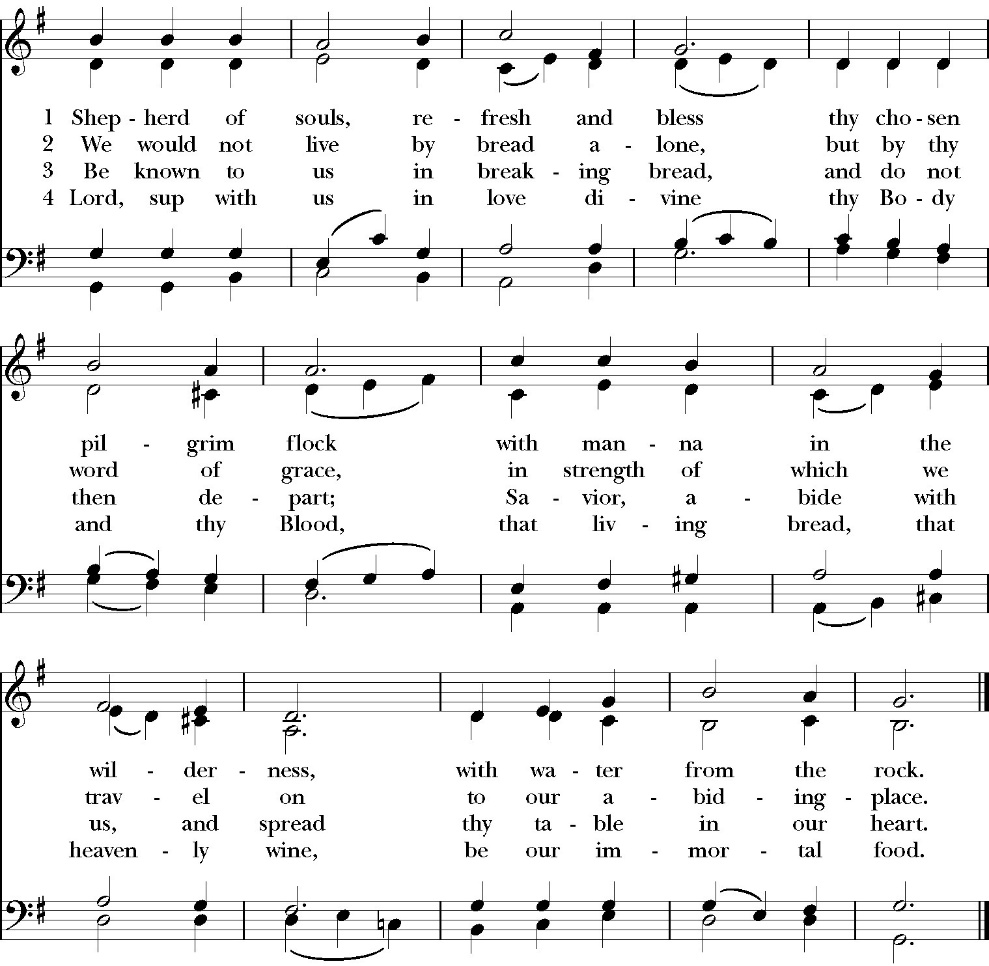 1 Shep - herd of souls, re - fresh and bless thy cho - sen
2 We would not live by bread a - lone, but by thy
3 Be known to us in break - ing bread, and do not
4 Lord, sup with us in love di - vine thy Bo - dy
pil - grim flock with man - na in the
word of grace, in strength of which we
then de - part; Sa - vior, a - bide with
and thy Blood, that liv - ing bread, that
wil - der - ness, with wa - ter from the rock.
trav - el on to our a - bid - ing - place.
us, and spread thy ta - ble in our heart.
heaven - ly wine, be our im - mor - tal food.